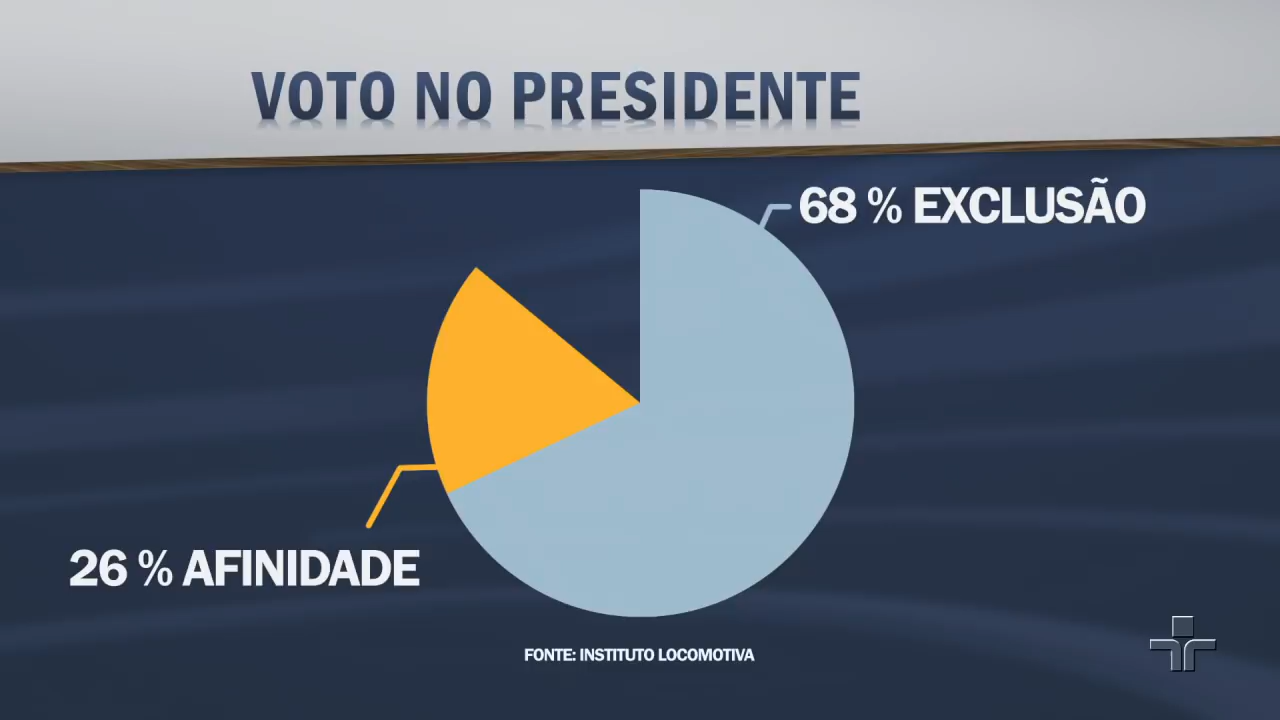 VOTO NO PRESIDENTE
68 % EXCLUSÃO
26 % AFINIDADE
FONTE: INSTITUTO LOCOMOTIVA